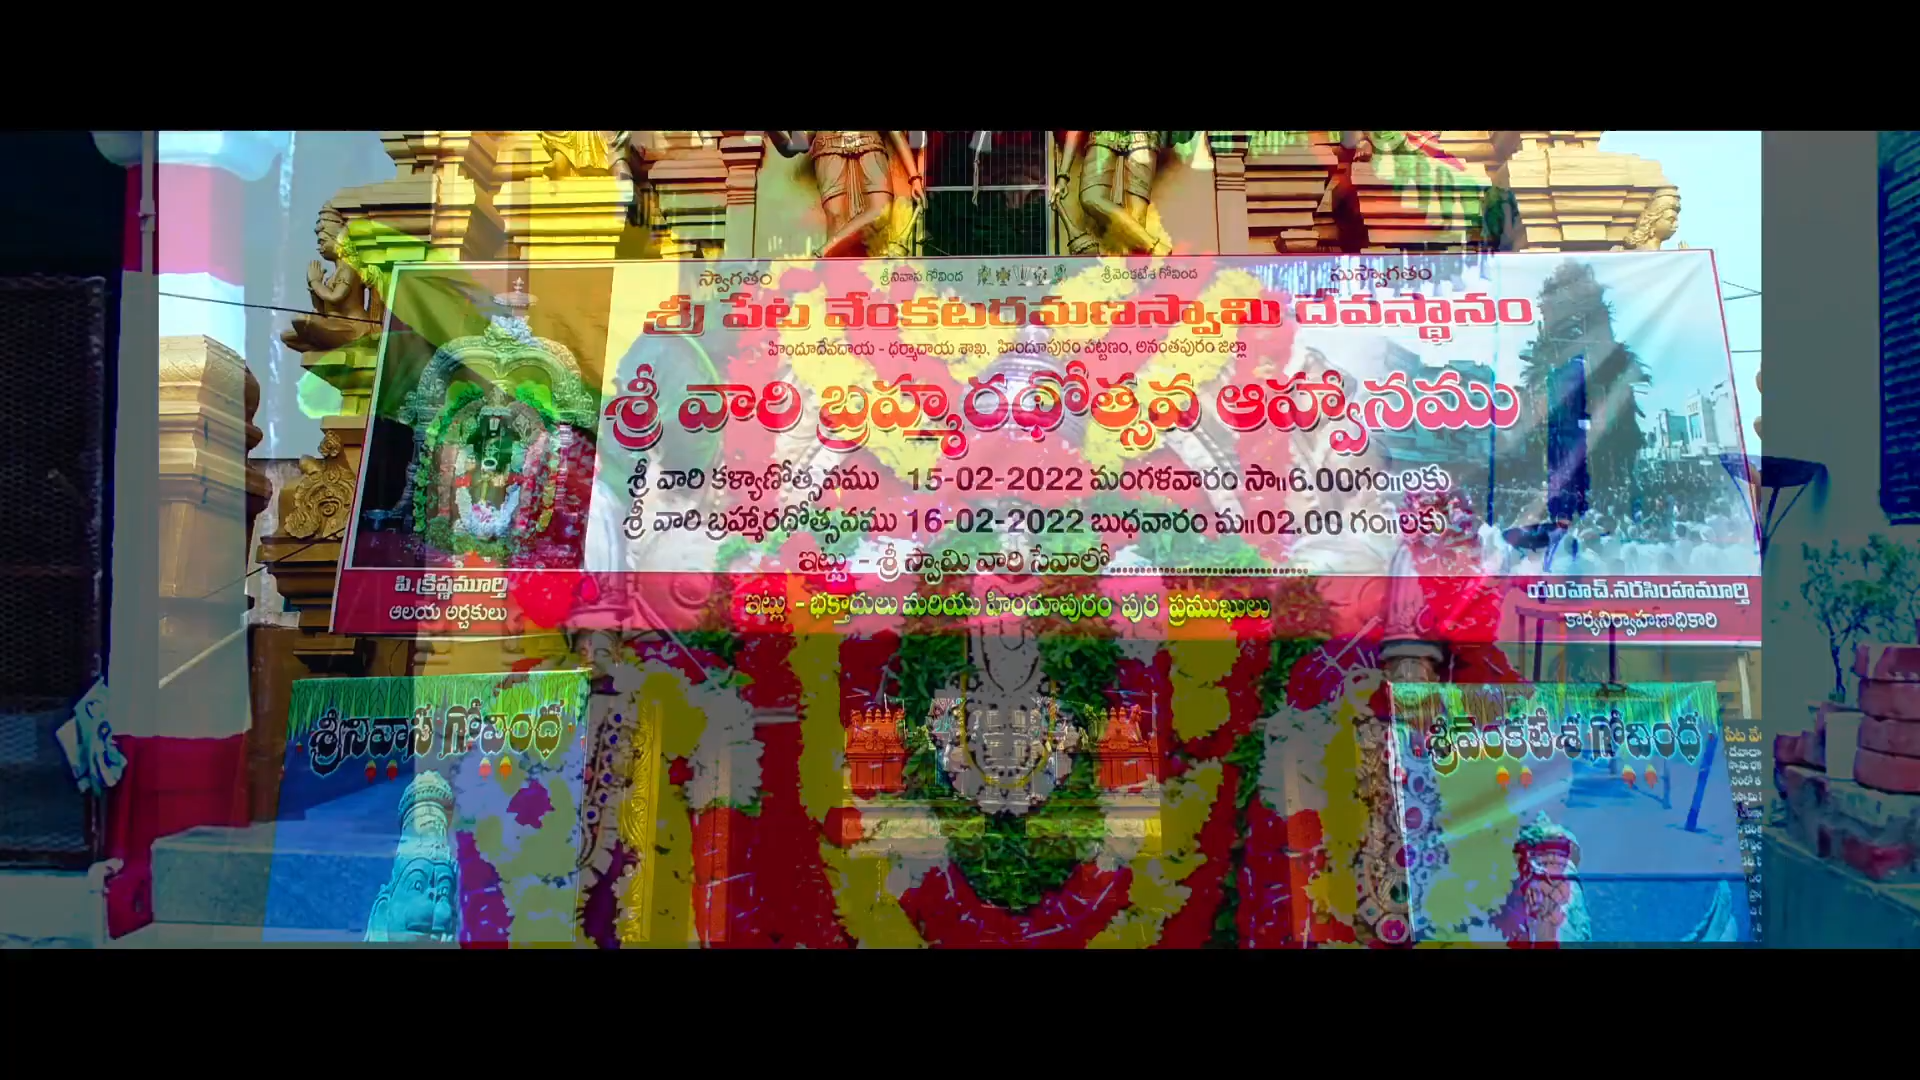 స్వాగతం
శ్రీనివాస గోవింద
శ్రీ వెంకటేశ గోవింద
సుస్వాగతం
శ్రీ పేట వేంకటరమణస్వామి దేవస్థానం
హిందూదేవదాయ - ధర్మాదాయ శాఖ, హిందూపురం పట్టణం, అనంతపురం జిల్లా
శ్రీ వారి బ్రహ్మరథోత్సవ ఆహ్వానము
శ్రీ వారి కళ్యాణోత్సవము 15-02-2022 మంగళవారం సా॥6.00గం॥లకు
శ్రీ వారి బ్రహ్మారథోత్సవము 16-02-2022 బుధవారం మ॥02.00 గం॥లకు
ఇట్లు - శ్రీ స్వామి వారి సేవాలో..............................
పి.క్రిష్ణమూర్తి
ఆలయ అర్చకులు
ఇట్లు - భక్తాదులు మరియు హిందూపురం పుర ప్రముఖులు
యంహెచ్.నరసింహమూర్తి
కార్యనిర్వాహణాధికారి
శ్రీనివాస గోవింధ
శ్రీవెంకటేశ గోవింధ